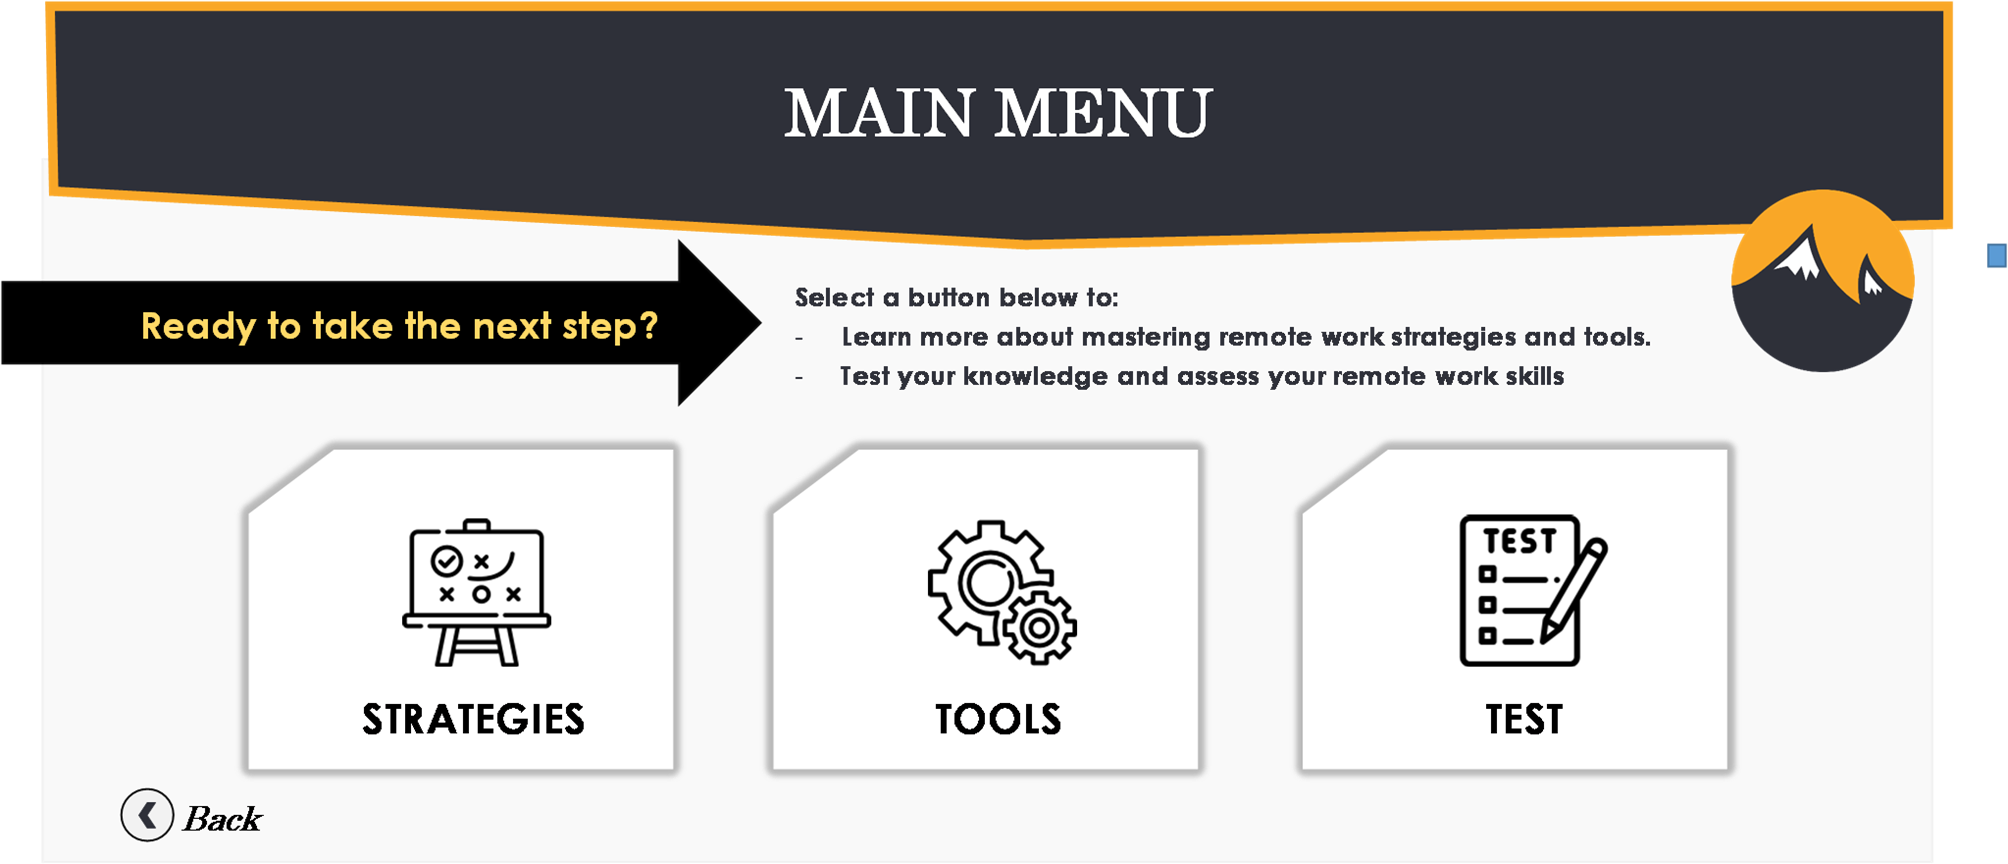 MAIN MENU
Ready to take the next step?
Select a button below to:
- Learn more about mastering remote work strategies and tools.
- Test your knowledge and assess your remote work skills
STRATEGIES
TOOLS
TEST
TEST
Back